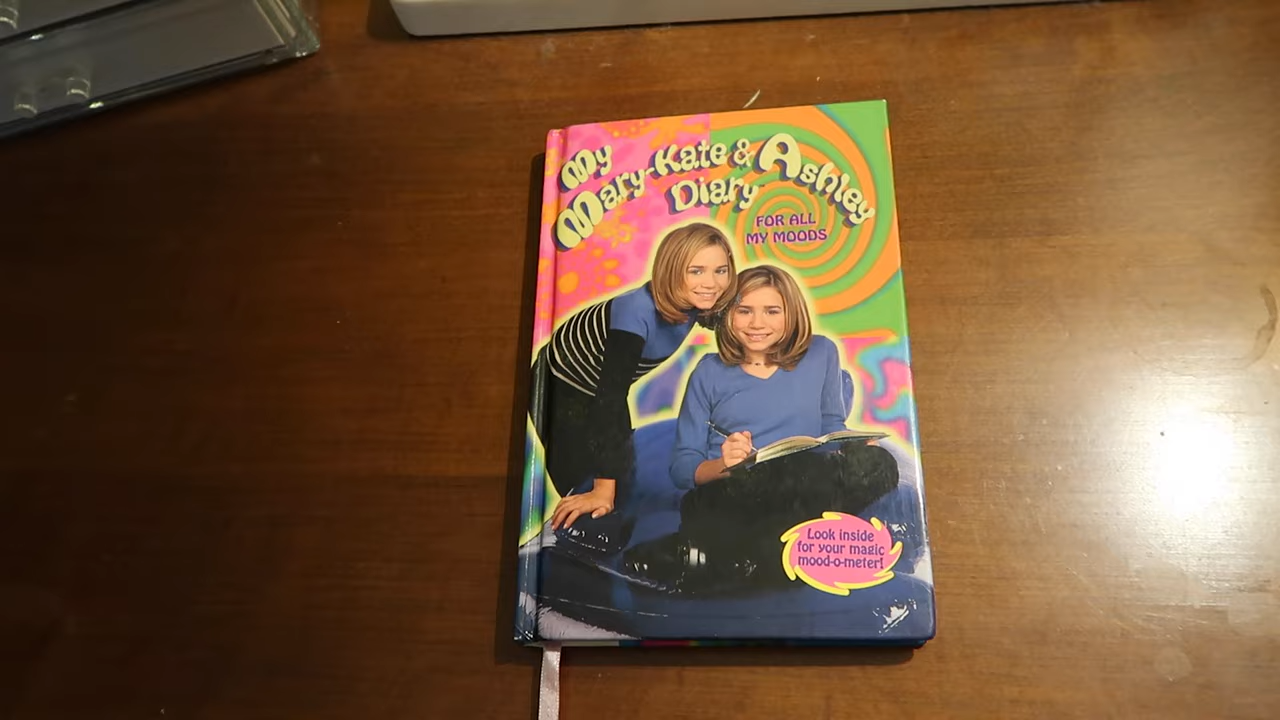 My
Mary-Kate & Ashley
Diary
FOR ALL
MY MOODS
Look inside
for your magic
mood-o-meter!